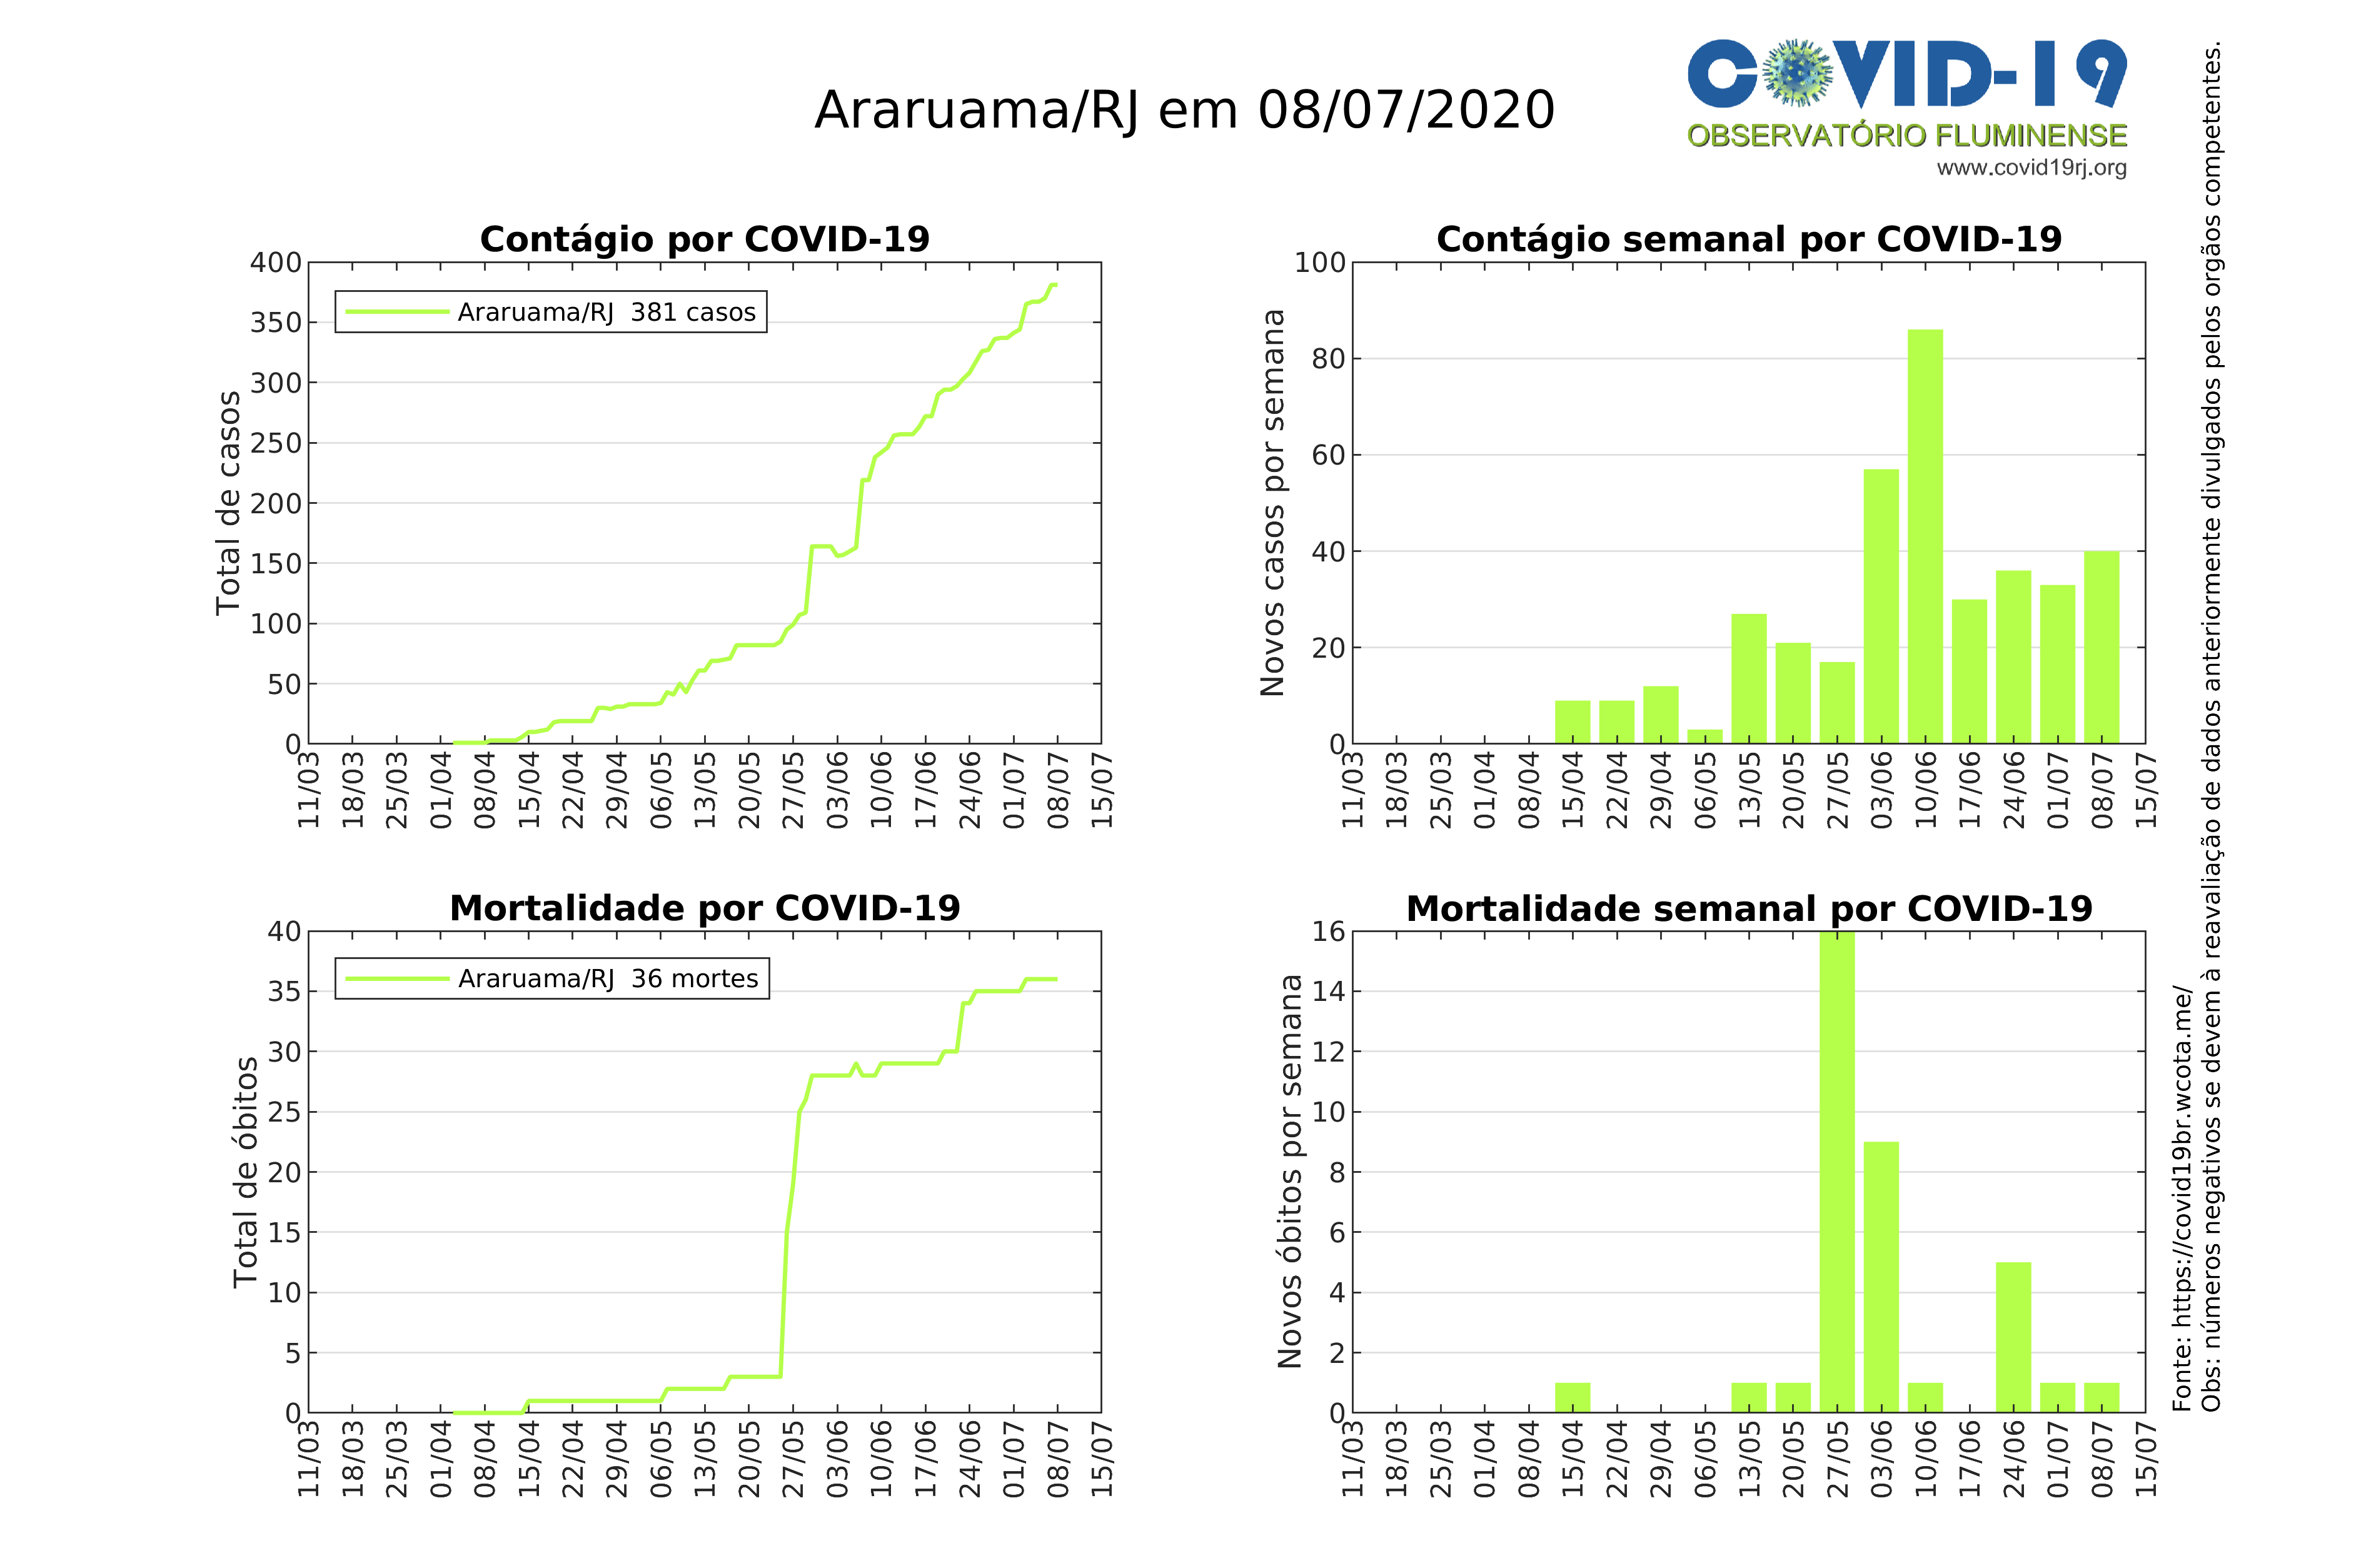 Araruama/RJ em 08/07/2020
COVID-19
OBSERVATÓRIO FLUMINENSE
www.covid19rj.org
Contágio por COVID-19
Total de casos
400
350
300
250
200
150
100
50
0
Araruama/RJ 381 casos
11/03 18/03 25/03 01/04 08/04 15/04 22/04 29/04 06/05 13/05 20/05 27/05 03/06 10/06 17/06 24/06 01/07 08/07 15/07
Contágio semanal por COVID-19
Novos casos por semana
100
80
60
40
20
0
11/03 18/03 25/03 01/04 08/04 15/04 22/04 29/04 06/05 13/05 20/05 27/05 03/06 10/06 17/06 24/06 01/07 08/07 15/07
Mortalidade por COVID-19
Total de óbitos
40
35
30
25
20
15
10
5
0
Araruama/RJ 36 mortes
11/03 18/03 25/03 01/04 08/04 15/04 22/04 29/04 06/05 13/05 20/05 27/05 03/06 10/06 17/06 24/06 01/07 08/07 15/07
Mortalidade semanal por COVID-19
Novos óbitos por semana
16
14
12
10
8
6
4
2
0
11/03 18/03 25/03 01/04 08/04 15/04 22/04 29/04 06/05 13/05 20/05 27/05 03/06 10/06 17/06 24/06 01/07 08/07 15/07
Fonte: https://covid19br.wcota.me/
Obs: números negativos se devem à reavaliação de dados anteriormente divulgados pelos orgãos competentes.